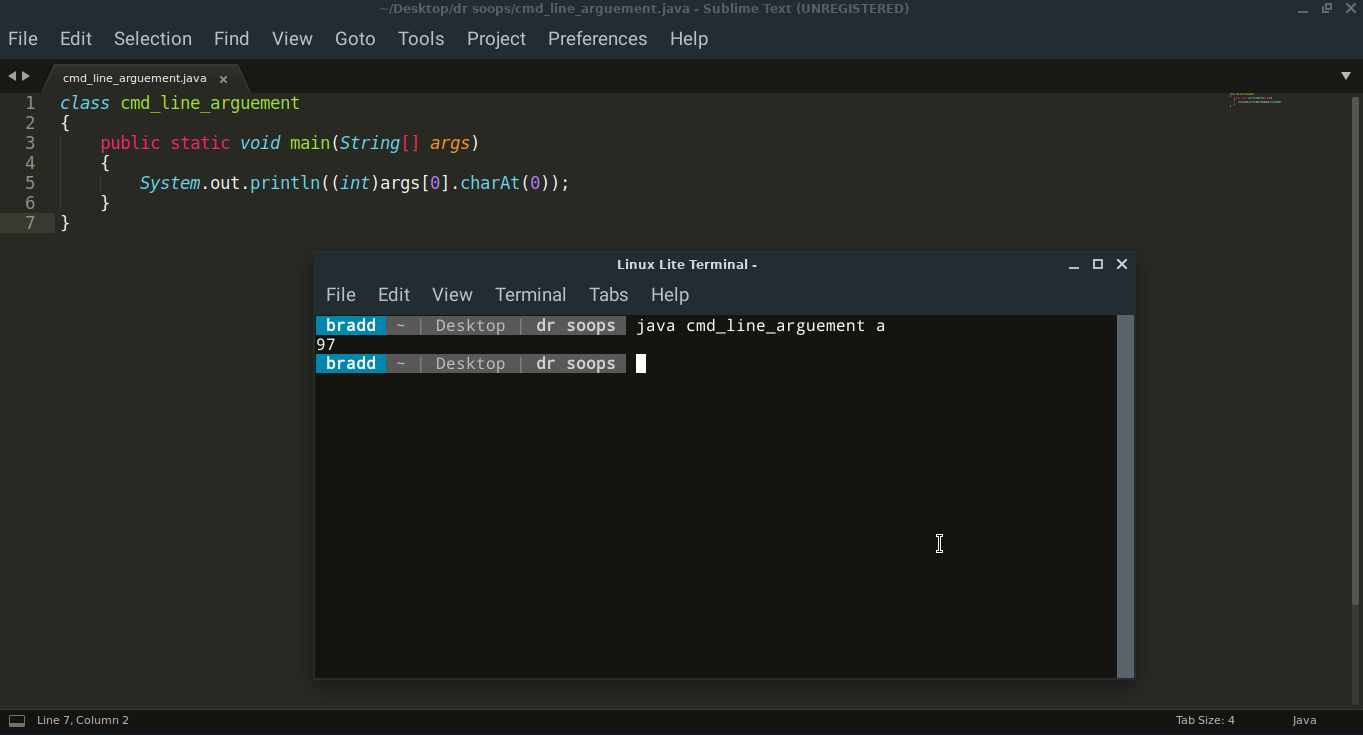 ~/Desktop/dr soops/cmd_line_arguement.java - Sublime Text (UNREGISTERED)
File Edit Selection Find View Goto Tools Project Preferences Help
cmd_line_arguement.java ×
1 class cmd_line_arguement
2 {
3     public static void main(String[] args)
4     {
5         System.out.println((int)args[0].charAt(0));
6     }
7 }
Linux Lite Terminal -
File Edit View Terminal Tabs Help
bradd ~ | Desktop | dr soops java cmd_line_arguement a
97
bradd ~ | Desktop | dr soops
Line 7, Column 2 Tab Size: 4 Java